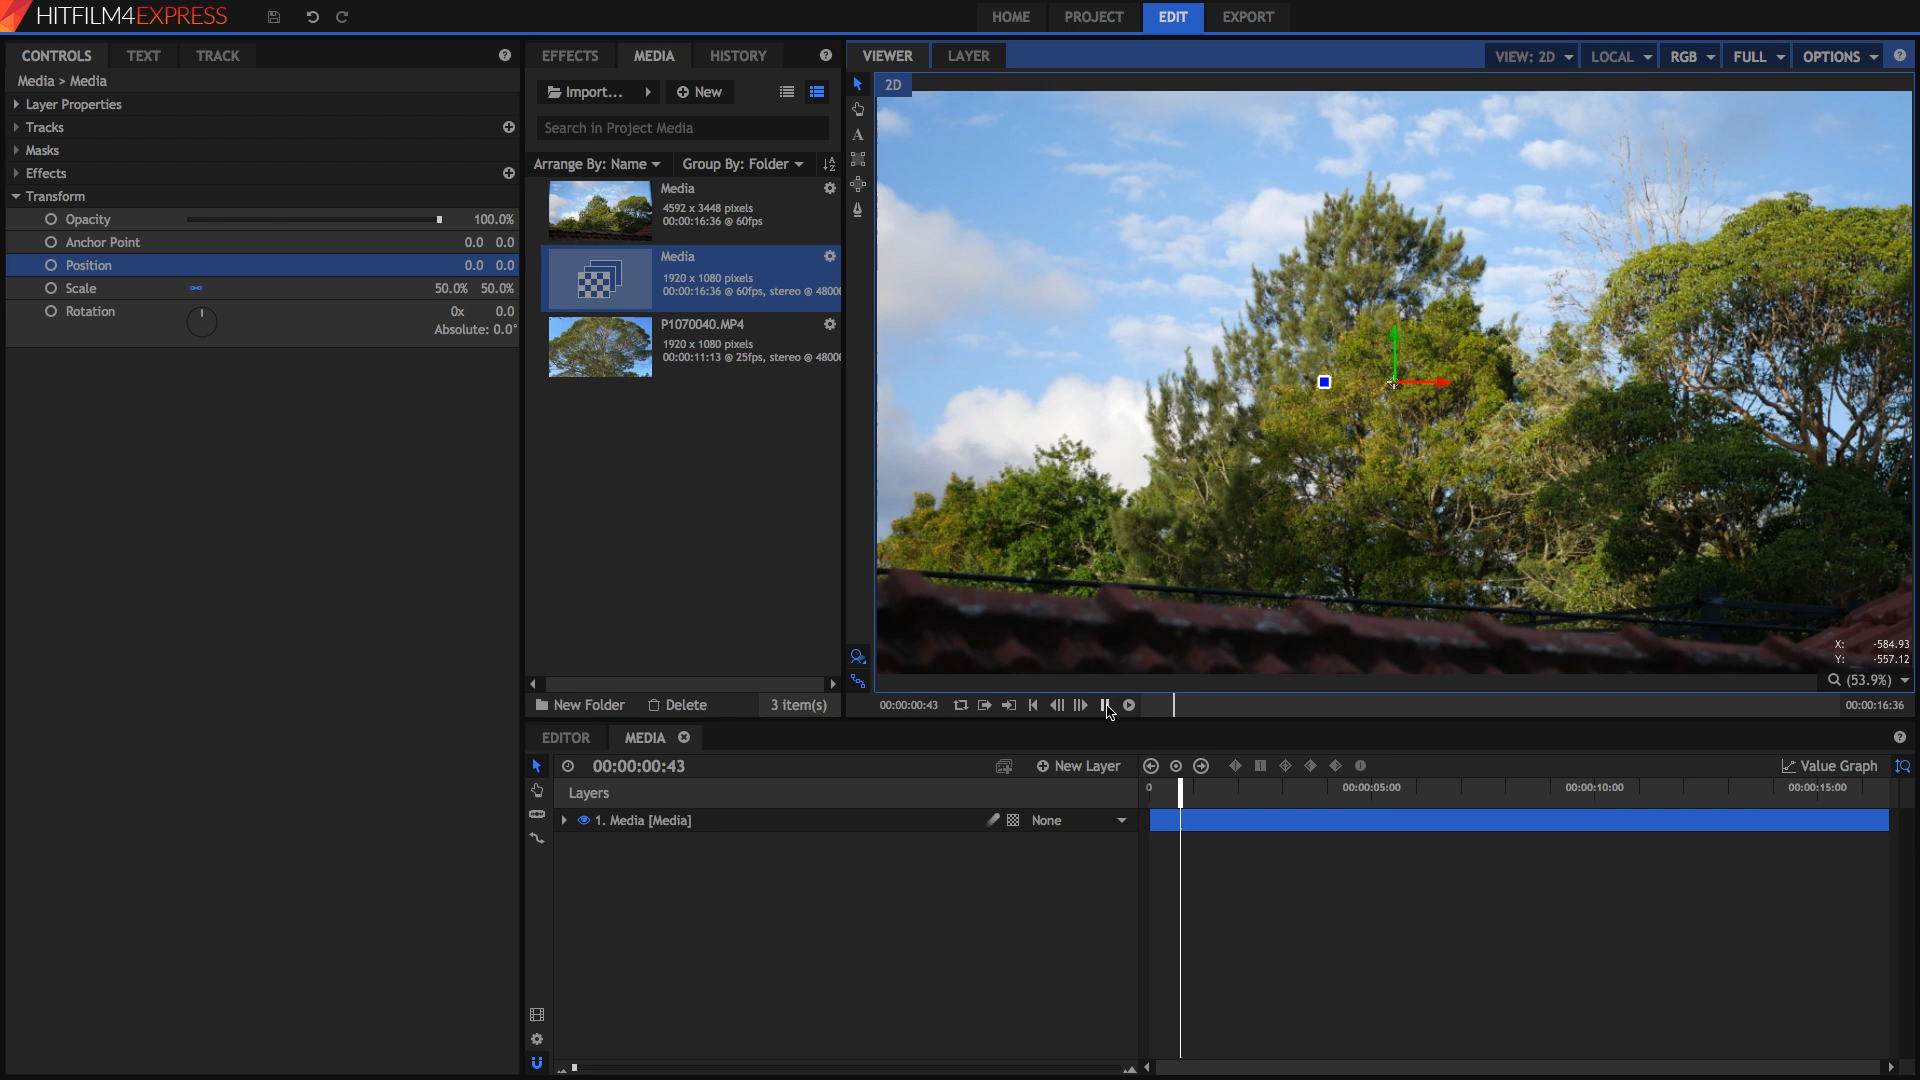 HITFILM4EXPRESS
HOME
PROJECT
EDIT
EXPORT
CONTROLS
TEXT
TRACK
Media > Media
Layer Properties
Tracks
Masks
Effects
Transform
Opacity 100.0%
Anchor Point 0.0 0.0
Position 0.0 0.0
Scale 50.0% 50.0%
Rotation 0x 0.0
Absolute: 0.0°
EFFECTS
MEDIA
HISTORY
Import...
New
Search in Project Media
Arrange By: Name
Group By: Folder
Media
4592 x 3448 pixels
00:00:16:36 @ 60fps
Media
1920 x 1080 pixels
00:00:16:36 @ 60fps, stereo @ 4800
P1070040.MP4
1920 x 1080 pixels
00:00:11:13 @ 25fps, stereo @ 4800
New Folder
Delete
3 item(s)
VIEWER
LAYER
VIEW: 2D
LOCAL
RGB
FULL
OPTIONS
2D
X: -584.93
Y: -557.12
(53.9%)
00:00:00:43
00:00:16:36
EDITOR
MEDIA
00:00:00:43
New Layer
Value Graph
Layers
0
00:00:05:00
00:00:10:00
00:00:15:00
1. Media [Media]
None